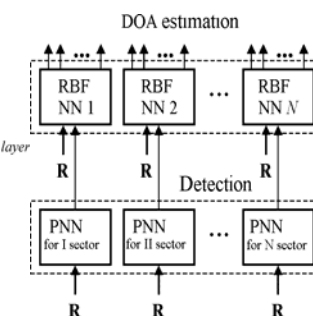 DOA estimation
... ... ...
RBF RBF RBF
NN 1 NN 2 ... NN N
layer
R R R
Detection
PNN PNN PNN
for I sector for II sector ... for N sector
R R R